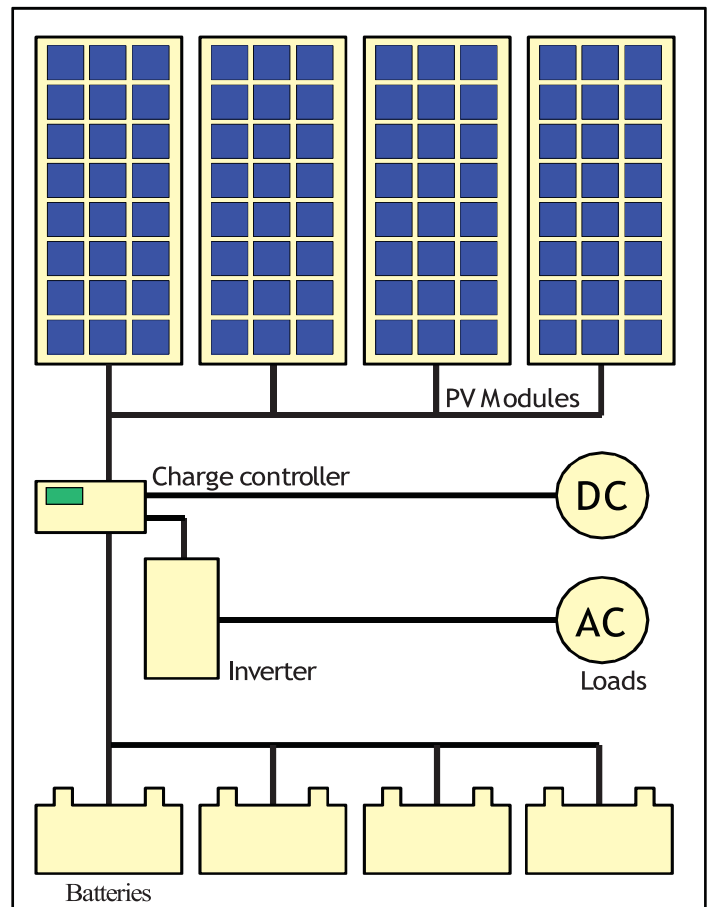 PV Modules
Charge controller
DC
AC
Inverter
Loads
Batteries